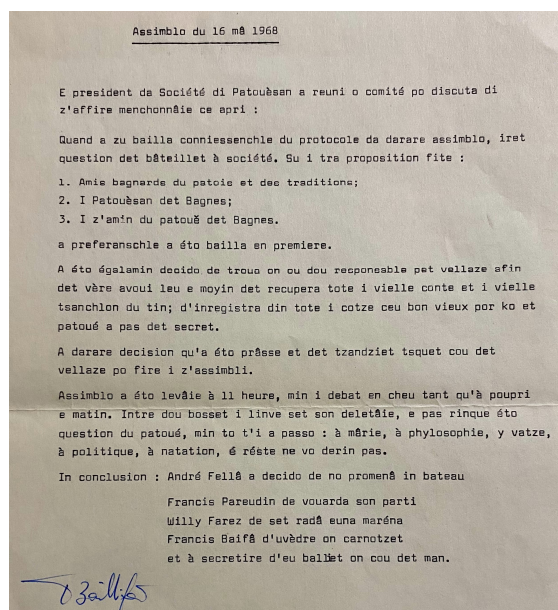 Assimblo du 16 mâ 1968
E president da Société di Patouèsan a reuni o comité po discuta di
z'affire menchonnâie ce apri :
Quand a zu bailla conniessenchle du protocole da darare assimblo, iret
question det bâteillet à société. Su i tra proposition fite :
1. Amis bagnards du patois et des traditions;
2. I Patouèsan det Bagnes;
3. I z'amin du patouè det Bagnes.
a preferanschle a éto bailla en premiere.
A éto égalamin decido de troua on ou dou responsable pet vellaze afin
det vère avoui leu e moyin det recupera tote i vielle conte et i vielle
tsanchlon du tin; d'inregistra din tote i cotze ceu bon vieux por ko et
patoué a pas det secret.
A darare decision qu'a éto prâsse et det tzandziet tsquet cou det
vellaze po fire i z'assimbli.
Assimblo a éto levâie à ll heure, min i debat en cheu tant qu'à poupri
e matin. Intre dou bosset i linve set son deletâie, e pas rinque éto
question du patoué, min to t'i a passo : à mârie, à phylosophie, y vatze,
à politique, à natation, é réste ne vo derin pas.
In conclusion : André Fellâ a decido de no promenâ in bateau
Francis Pareudin de vouarda son parti
Willy Farez de set radâ euna maréna
Francis Baifâ d'uvèdre on carnotzet
et à secretire d'eu ballet on cou det man.